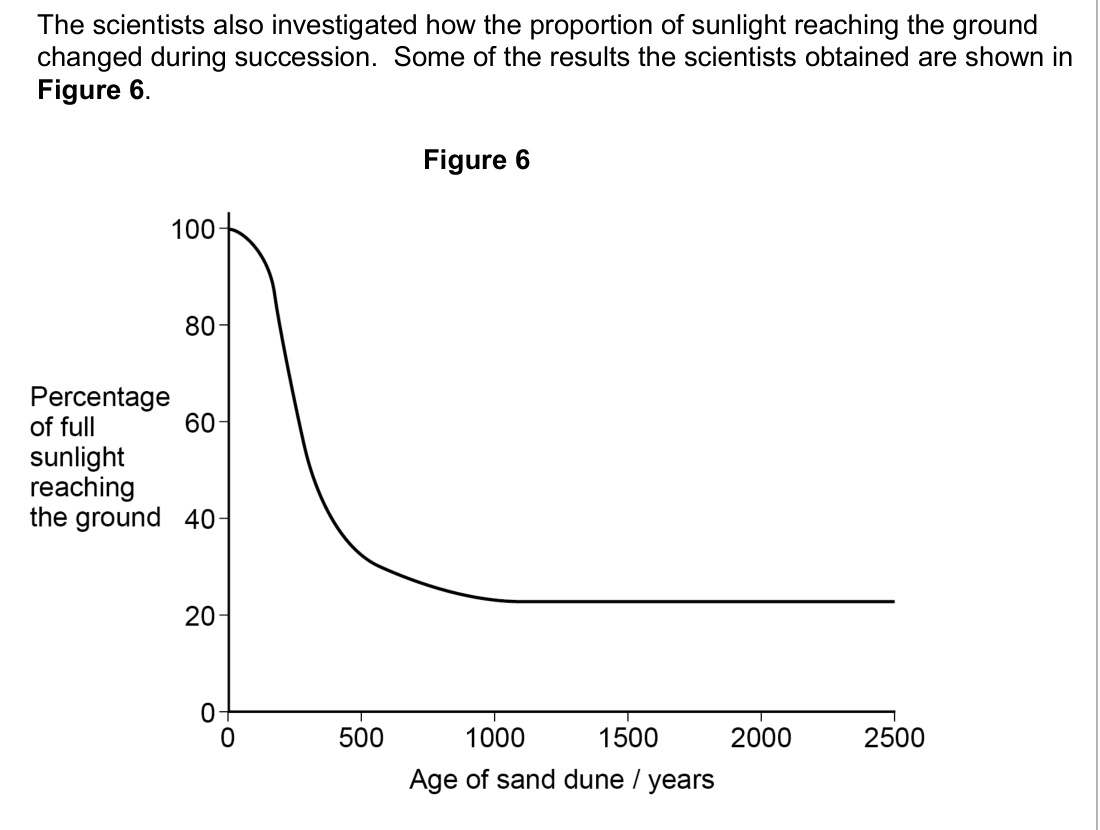 The scientists also investigated how the proportion of sunlight reaching the ground
changed during succession.  Some of the results the scientists obtained are shown in
Figure 6.
Figure 6
100
80
60
40
20
0
Percentage
of full
sunlight
reaching
the ground
0 500 1000 1500 2000 2500
Age of sand dune / years